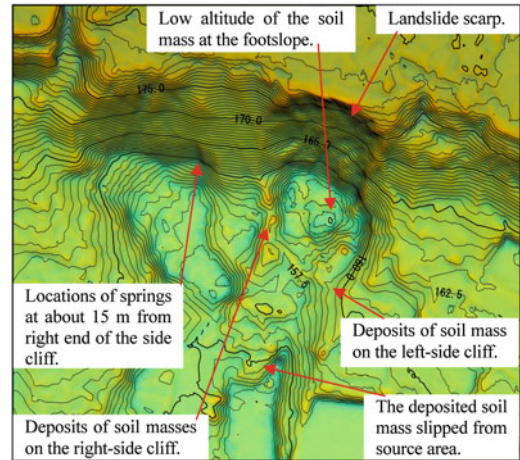 Low altitude of the soil
mass at the footslope.
Landslide scarp.
175.0
170.0
165.0
160.0
157.5
162.5
Locations of springs
at about 15 m from
right end of the side
cliff.
Deposits of soil mass
on the left-side cliff.
Deposits of soil masses
on the right-side cliff.
The deposited soil
mass slipped from
source area.